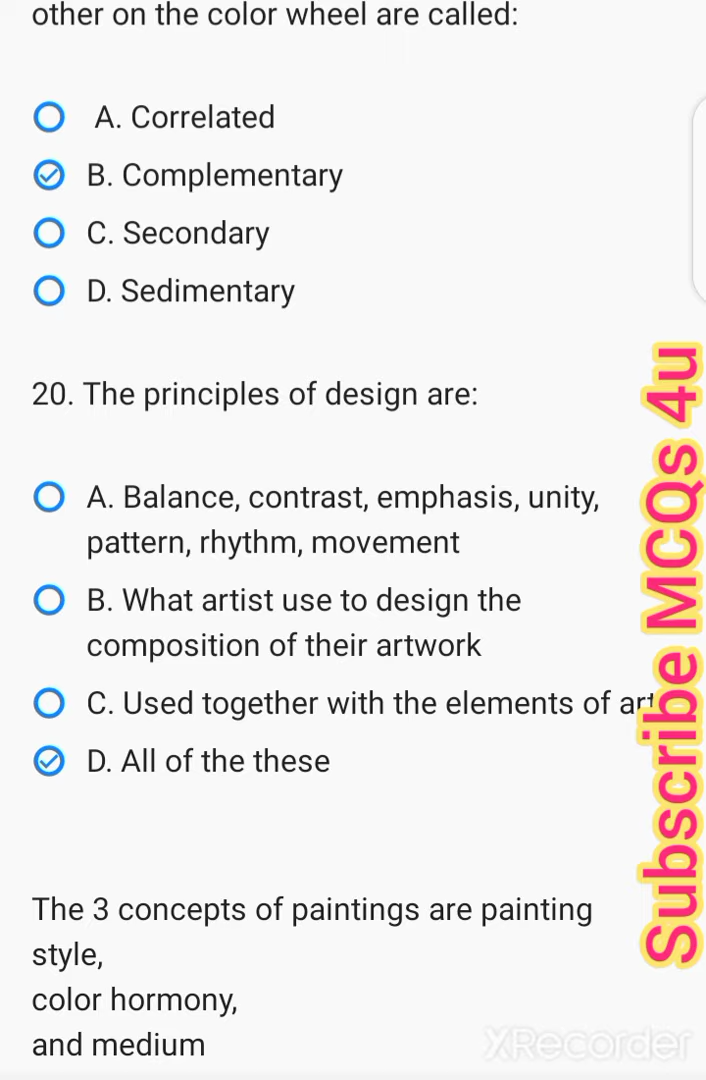 other on the color wheel are called:
A. Correlated
B. Complementary
C. Secondary
D. Sedimentary
20. The principles of design are:
A. Balance, contrast, emphasis, unity,
pattern, rhythm, movement
B. What artist use to design the
composition of their artwork
C. Used together with the elements of art
D. All of the these
The 3 concepts of paintings are painting
style,
color hormony,
and medium
Subscribe MCQs 4u
XRecorder